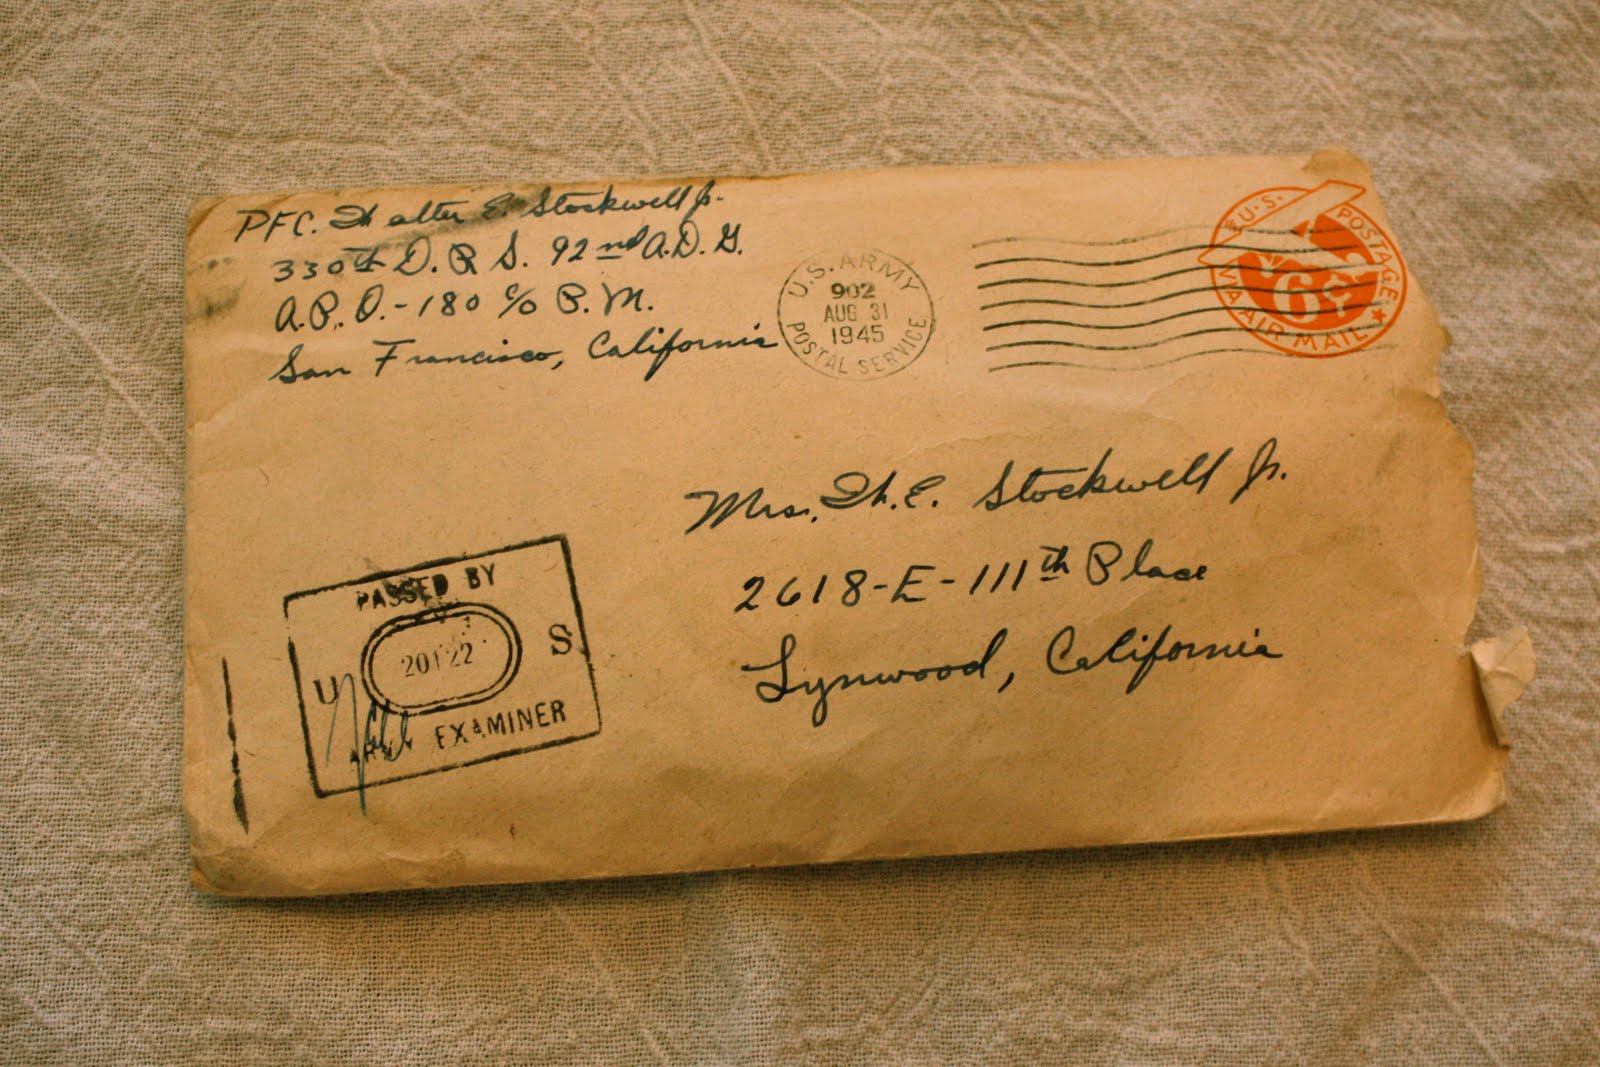 PFC. Walter E. Stockwell Jr.
330th D. R S. 92nd A.D.G.
A.P.O.-180 c/o P.M.
San Francisco, California
U.S. ARMY
902
AUG 31
1945
POSTAL SERVICE
U.S. POSTAGE
6¢
VIA AIR MAIL
Mrs. W. E. Stockwell Jr.
2618-E-111th Place
Lynwood, California
PASSED BY
U S
20122
ARMY EXAMINER